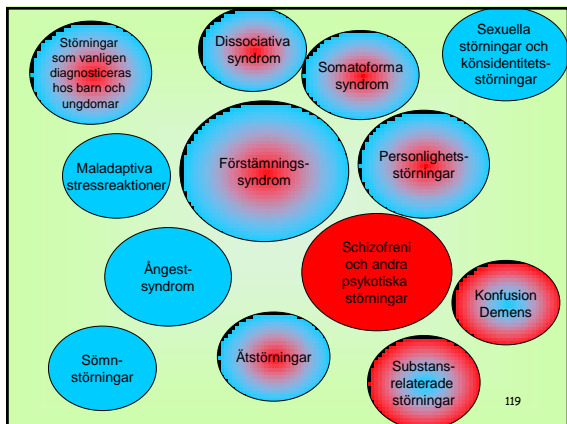 Störningar
som vanligen
diagnosticeras
hos barn och
ungdomar
Dissociativa
syndrom
Somatoforma
syndrom
Sexuella
störningar och
könsidentitets-
störningar
Maladaptiva
stressreaktioner
Förstämnings-
syndrom
Personlighets-
störningar
Ångest-
syndrom
Schizofreni
och andra
psykotiska
störningar
Konfusion
Demens
Sömn-
störningar
Ätstörningar
Substans-
relaterade
störningar
119